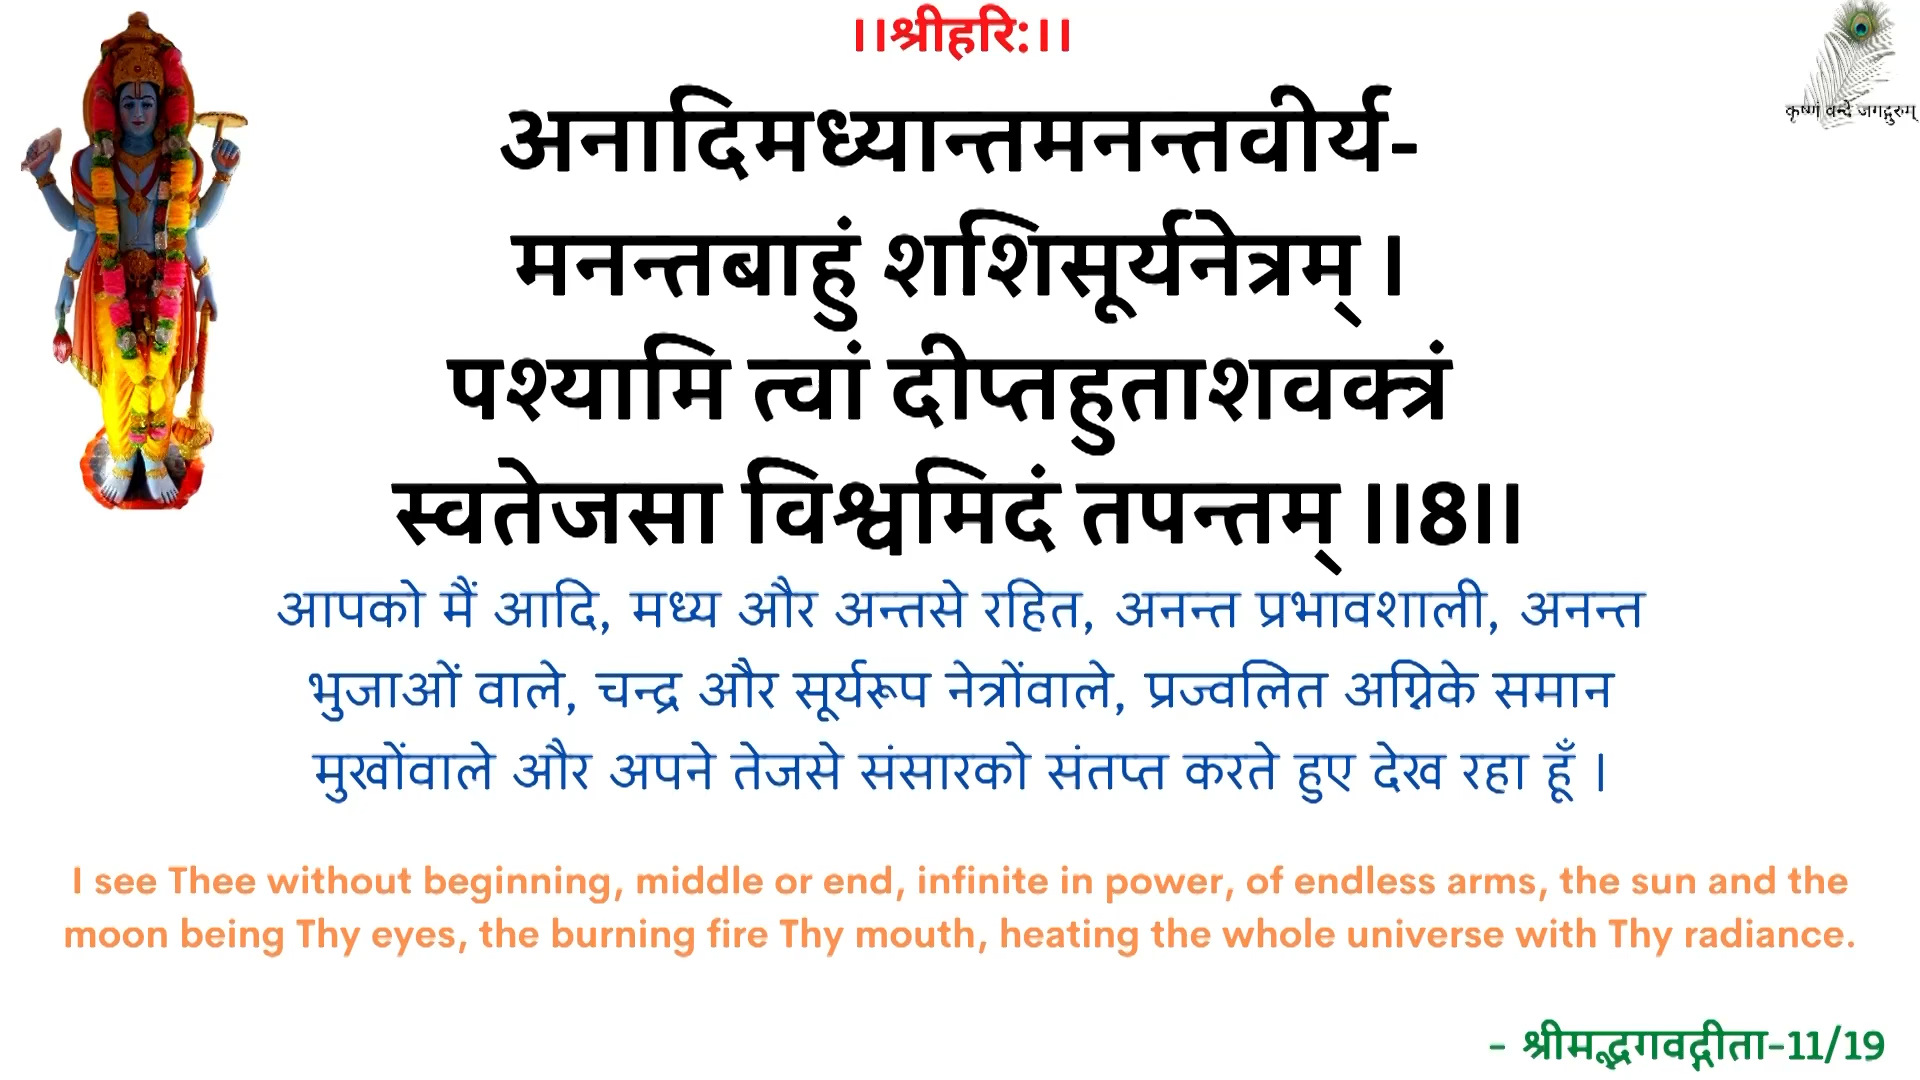 ।।श्रीहरि:।।
कृष्णं वन्दे जगद्गुरुम्
अनादिमध्यान्तमनन्तवीर्य-
मनन्तबाहुं शशिसूर्यनेत्रम् ।
पश्यामि त्वां दीप्तहुताशवक्त्रं
स्वतेजसा विश्वमिदं तपन्तम् ।।8।।
आपको मैं आदि, मध्य और अन्तसे रहित, अनन्त प्रभावशाली, अनन्त
भुजाओं वाले, चन्द्र और सूर्यरूप नेत्रोंवाले, प्रज्वलित अग्निके समान
मुखोंवाले और अपने तेजसे संसारको संतप्त करते हुए देख रहा हूँ ।
I see Thee without beginning, middle or end, infinite in power, of endless arms, the sun and the
moon being Thy eyes, the burning fire Thy mouth, heating the whole universe with Thy radiance.
- श्रीमद्भगवद्गीता-11/19